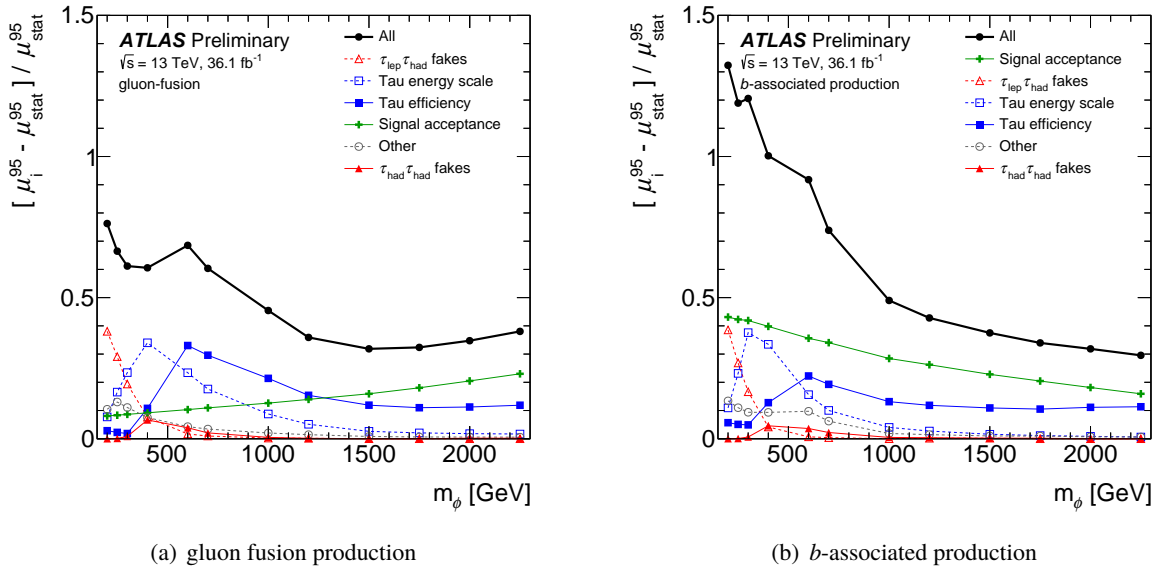 [ μ_i^95 - μ_stat^95 ] / μ_stat^95
1.5
1
0.5
0
ATLAS Preliminary
√s = 13 TeV, 36.1 fb⁻¹
gluon-fusion
All
τ_lep τ_had fakes
Tau energy scale
Tau efficiency
Signal acceptance
Other
τ_had τ_had fakes
500 1000 1500 2000
m_ϕ [GeV]
(a) gluon fusion production
[ μ_i^95 - μ_stat^95 ] / μ_stat^95
1.5
1
0.5
0
ATLAS Preliminary
√s = 13 TeV, 36.1 fb⁻¹
b-associated production
All
Signal acceptance
τ_lep τ_had fakes
Tau energy scale
Tau efficiency
Other
τ_had τ_had fakes
500 1000 1500 2000
m_ϕ [GeV]
(b) b-associated production